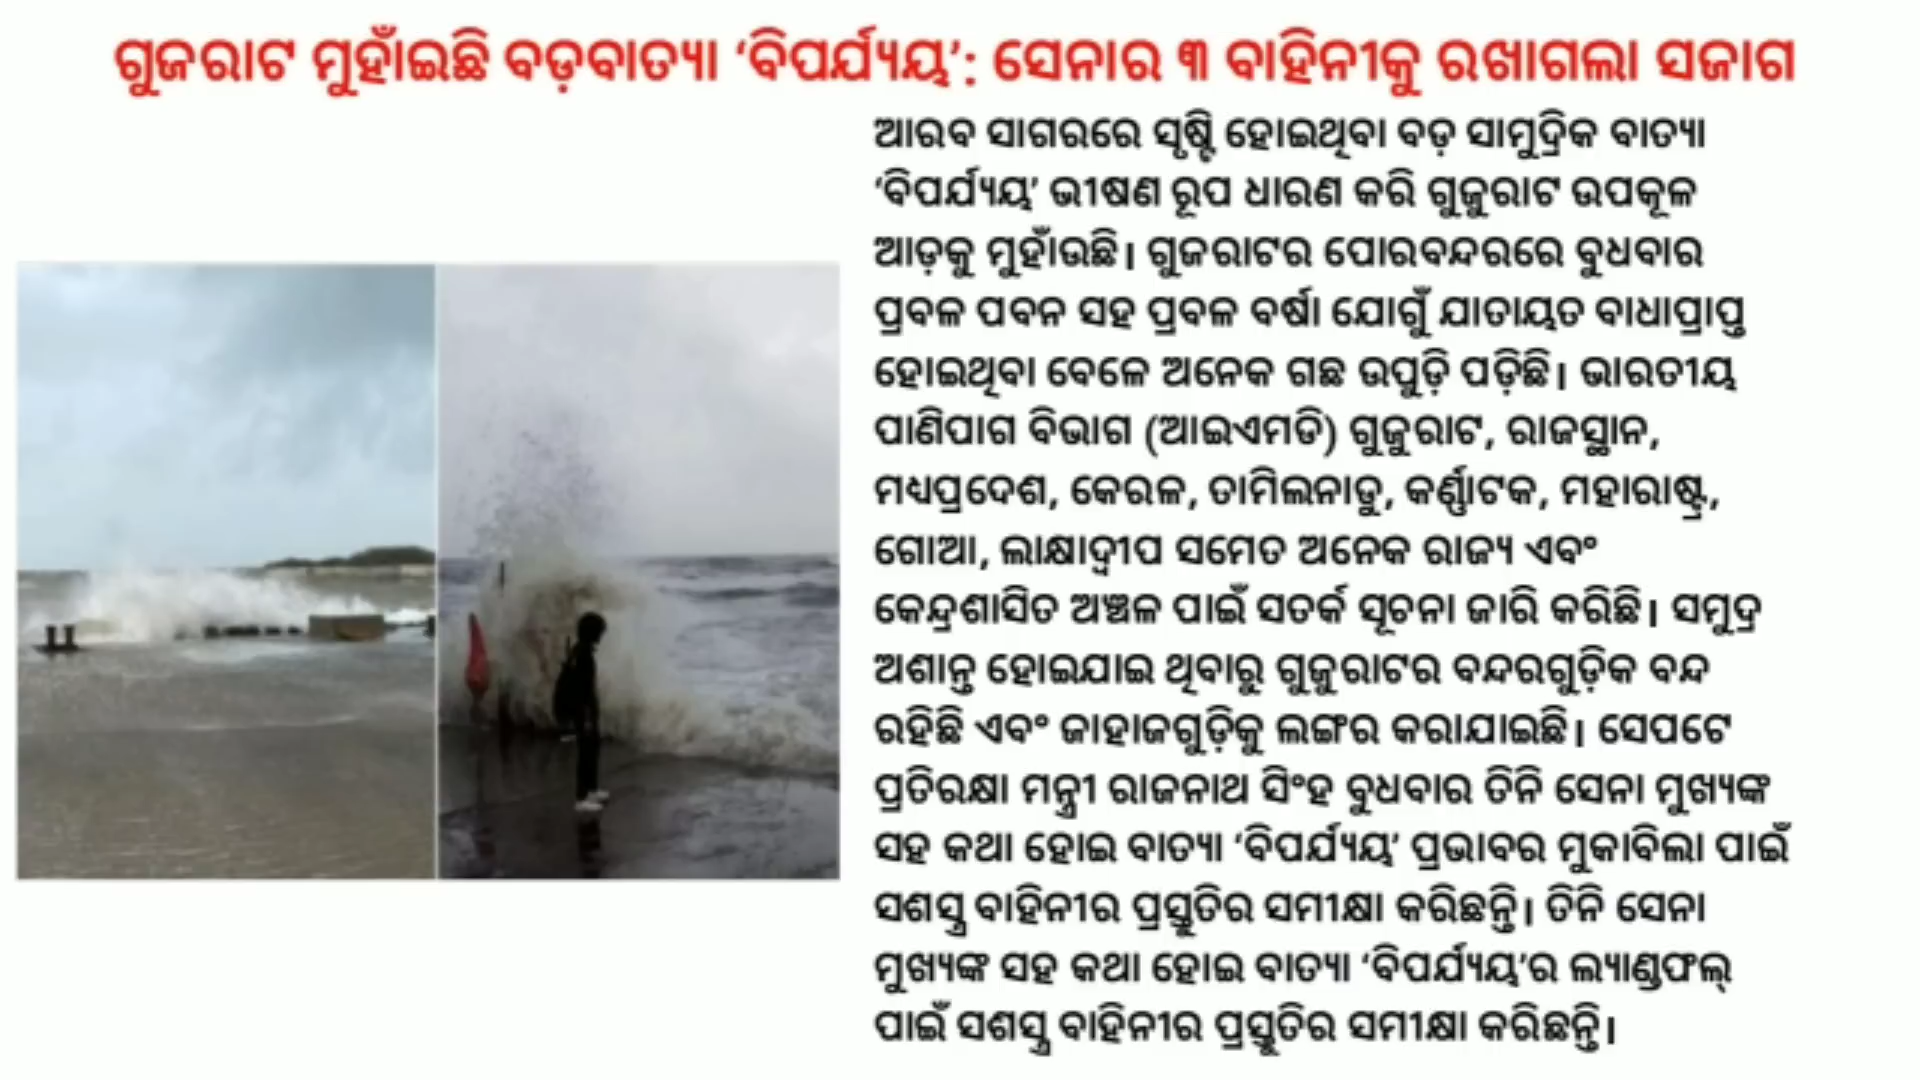 ଗୁଜରାଟ ମୁହାଁଇଛି ବଡ଼ବାତ୍ୟା ‘ବିପର୍ଯ୍ୟୟ’: ସେନାର ୩ ବାହିନୀକୁ ରଖାଗଲା ସଜାଗ
ଆରବ ସାଗରରେ ସୃଷ୍ଟି ହୋଇଥିବା ବଡ଼ ସାମୁଦ୍ରିକ ବାତ୍ୟା
‘ବିପର୍ଯ୍ୟୟ’ ଭୀଷଣ ରୂପ ଧାରଣ କରି ଗୁଜୁରାଟ ଉପକୂଳ
ଆଡ଼କୁ ମୁହାଁଉଛି। ଗୁଜରାଟର ପୋରବନ୍ଦରରେ ବୁଧବାର
ପ୍ରବଳ ପବନ ସହ ପ୍ରବଳ ବର୍ଷା ଯୋଗୁଁ ଯାତାୟତ ବାଧାପ୍ରାପ୍ତ
ହୋଇଥିବା ବେଳେ ଅନେକ ଗଛ ଉପୁଡ଼ି ପଡ଼ିଛି। ଭାରତୀୟ
ପାଣିପାଗ ବିଭାଗ (ଆଇଏମଡି) ଗୁଜୁରାଟ, ରାଜସ୍ଥାନ,
ମଧ୍ୟପ୍ରଦେଶ, କେରଳ, ତାମିଲନାଡୁ, କର୍ଣ୍ଣାଟକ, ମହାରାଷ୍ଟ୍ର,
ଗୋଆ, ଲାକ୍ଷାଦ୍ୱୀପ ସମେତ ଅନେକ ରାଜ୍ୟ ଏବଂ
କେନ୍ଦ୍ରଶାସିତ ଅଞ୍ଚଳ ପାଇଁ ସତର୍କ ସୂଚନା ଜାରି କରିଛି। ସମୁଦ୍ର
ଅଶାନ୍ତ ହୋଇଯାଇ ଥିବାରୁ ଗୁଜୁରାଟର ବନ୍ଦରଗୁଡ଼ିକ ବନ୍ଦ
ରହିଛି ଏବଂ ଜାହାଜଗୁଡ଼ିକୁ ଲଙ୍ଗର କରାଯାଇଛି। ସେପଟେ
ପ୍ରତିରକ୍ଷା ମନ୍ତ୍ରୀ ରାଜନାଥ ସିଂହ ବୁଧବାର ତିନି ସେନା ମୁଖ୍ୟଙ୍କ
ସହ କଥା ହୋଇ ବାତ୍ୟା ‘ବିପର୍ଯ୍ୟୟ’ ପ୍ରଭାବର ମୁକାବିଲା ପାଇଁ
ସଶସ୍ତ୍ର ବାହିନୀର ପ୍ରସ୍ତୁତିର ସମୀକ୍ଷା କରିଛନ୍ତି। ତିନି ସେନା
ମୁଖ୍ୟଙ୍କ ସହ କଥା ହୋଇ ବାତ୍ୟା ‘ବିପର୍ଯ୍ୟୟ’ର ଲ୍ୟାଣ୍ଡଫଲ୍
ପାଇଁ ସଶସ୍ତ୍ର ବାହିନୀର ପ୍ରସ୍ତୁତିର ସମୀକ୍ଷା କରିଛନ୍ତି।